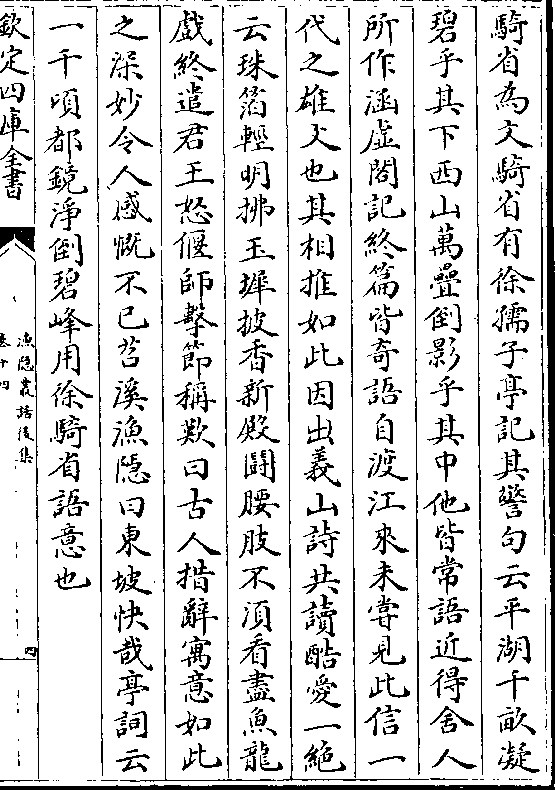 騎省為文騎省有徐孺子亭記其警句云平湖千畝凝
碧乎其下西山萬疊倒影乎其中他皆常語近得舍人
所作涵虛閣記終篇皆奇語自渡江來未嘗見此信一
代之雄文也其相推如此因出義山詩共讀酷愛一絕
云珠箔輕明拂玉墀披香新殿鬪腰肢不須看盡魚龍
戲終遣君王怒偃師擊節稱歎曰古人措辭寓意如此
之深妙令人感慨不已苕溪漁隱曰東坡快哉亭詞云
一千頃都鏡淨倒碧峰用徐騎省語意也
欽定四庫全書
漁隱叢話後集
卷十四
四